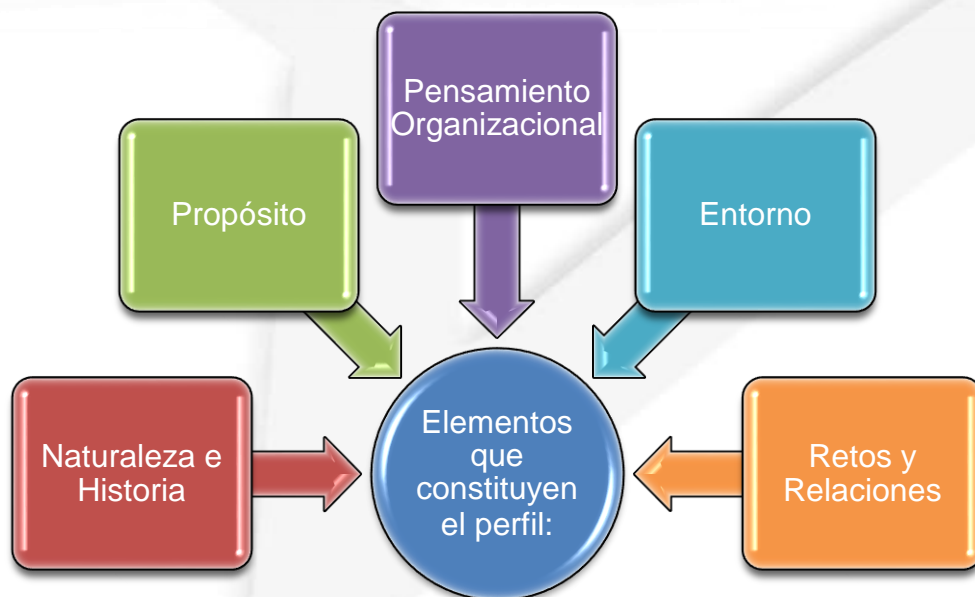 Pensamiento
Organizacional
Propósito
Entorno
Naturaleza e
Historia
Elementos
que
constituyen
el perfil:
Retos y
Relaciones